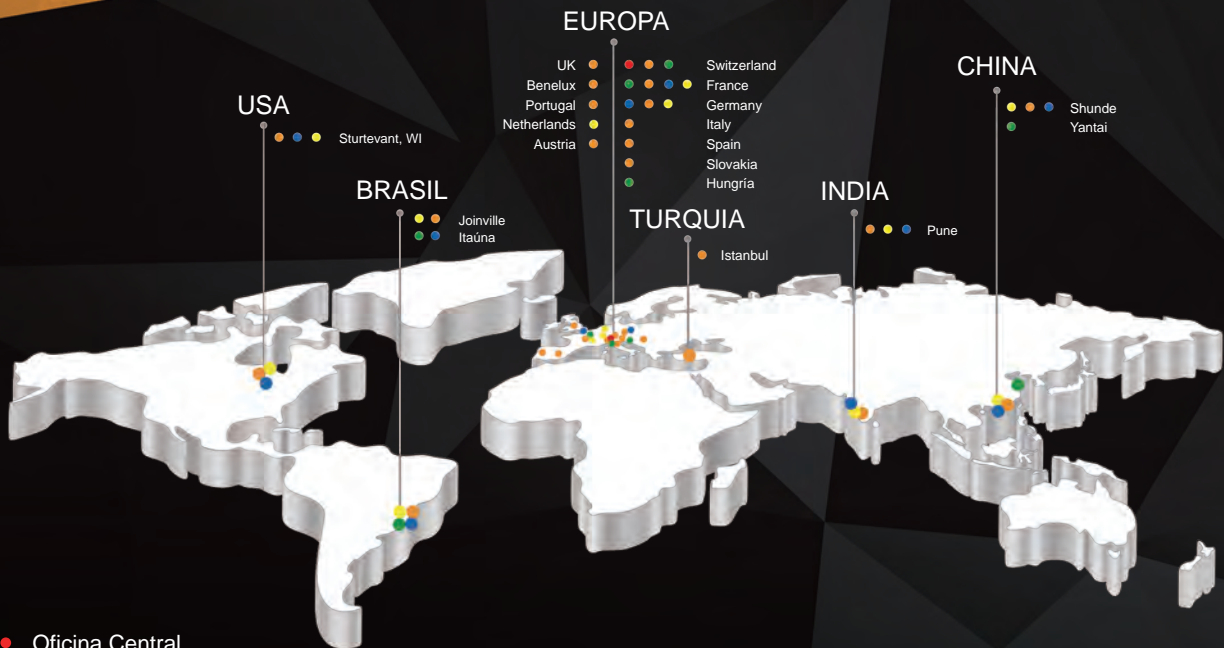 EUROPA
UK
Benelux
Portugal
Netherlands
Austria
Switzerland
France
Germany
Italy
Spain
Slovakia
Hungría
CHINA
Shunde
Yantai
USA
Sturtevant, WI
BRASIL
Joinville
Itaúna
INDIA
Pune
TURQUIA
Istanbul
Oficina Central